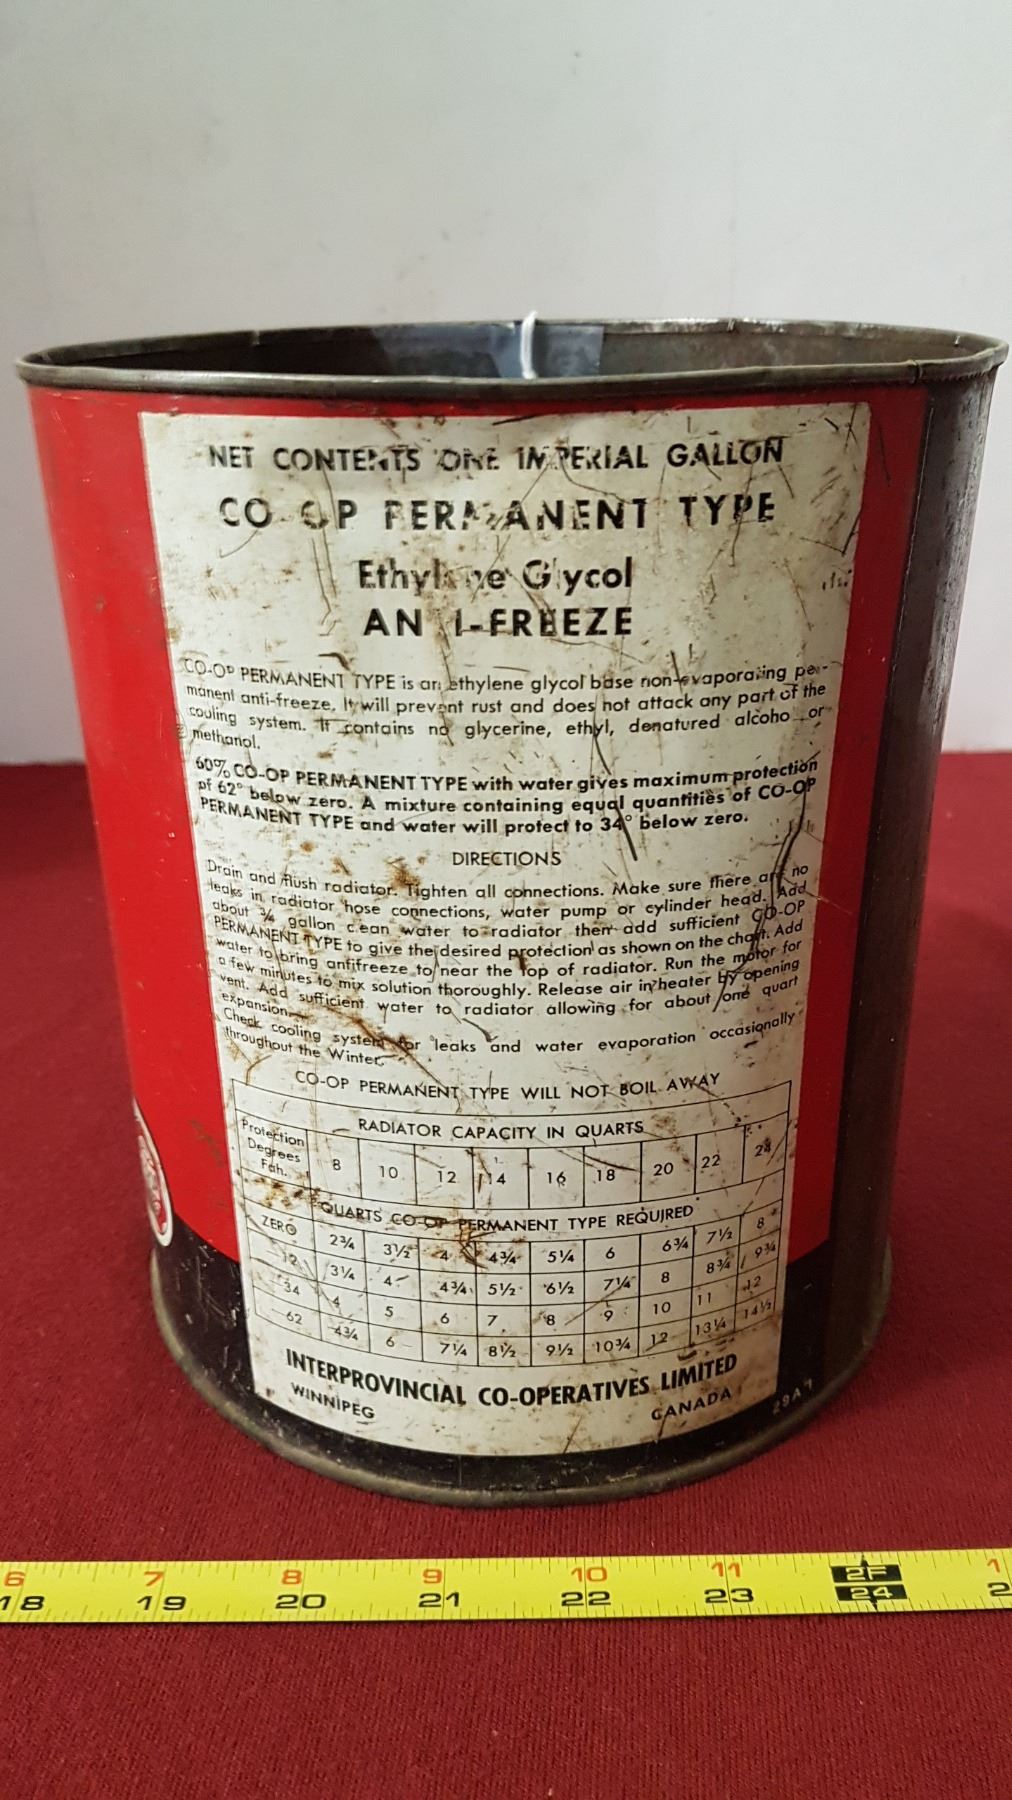 NET CONTENTS ONE IMPERIAL GALLON
CO-OP PERMANENT TYPE
Ethylene Glycol
ANTI-FREEZE
CO-OP PERMANENT TYPE is an ethylene glycol base non-evaporating per-
manent anti-freeze. It will prevent rust and does not attack any part of the
cooling system. It contains no glycerine, ethyl, denatured alcohol or
methanol.
60% CO-OP PERMANENT TYPE with water gives maximum protection
of 62° below zero. A mixture containing equal quantities of CO-OP
PERMANENT TYPE and water will protect to 34° below zero.
DIRECTIONS
Drain and flush radiator. Tighten all connections. Make sure there are no
leaks in radiator hose connections, water pump or cylinder head. Add
about ¾ gallon clean water to radiator then add sufficient CO-OP
PERMANENT TYPE to give the desired protection as shown on the chart. Add
water to bring antifreeze to near the top of radiator. Run the motor for
a few minutes to mix solution thoroughly. Release air in heater by opening
vent. Add sufficient water to radiator allowing for about one quart
expansion.
Check cooling system for leaks and water evaporation occasionally
throughout the Winter.
CO-OP PERMANENT TYPE WILL NOT BOIL AWAY
RADIATOR CAPACITY IN QUARTS
Protection
Degrees
Fah.
8 10 12 14 16 18 20 22 24
QUARTS CO-OP PERMANENT TYPE REQUIRED
ZERO 2¾ 3½ 4 4¾ 5¼ 6 6¾ 7½ 8
-12 3¼ 4 4¾ 5½ 6½ 7¼ 8 8¾ 9¾
-34 4 5 6 7 8 9 10 11 12
-62 4¾ 6 7¼ 8½ 9½ 10¾ 12 13¼ 14½
INTERPROVINCIAL CO-OPERATIVES LIMITED
WINNIPEG CANADA
6 7 8 9 10 11 2F 1
18 19 20 21 22 23 24 2